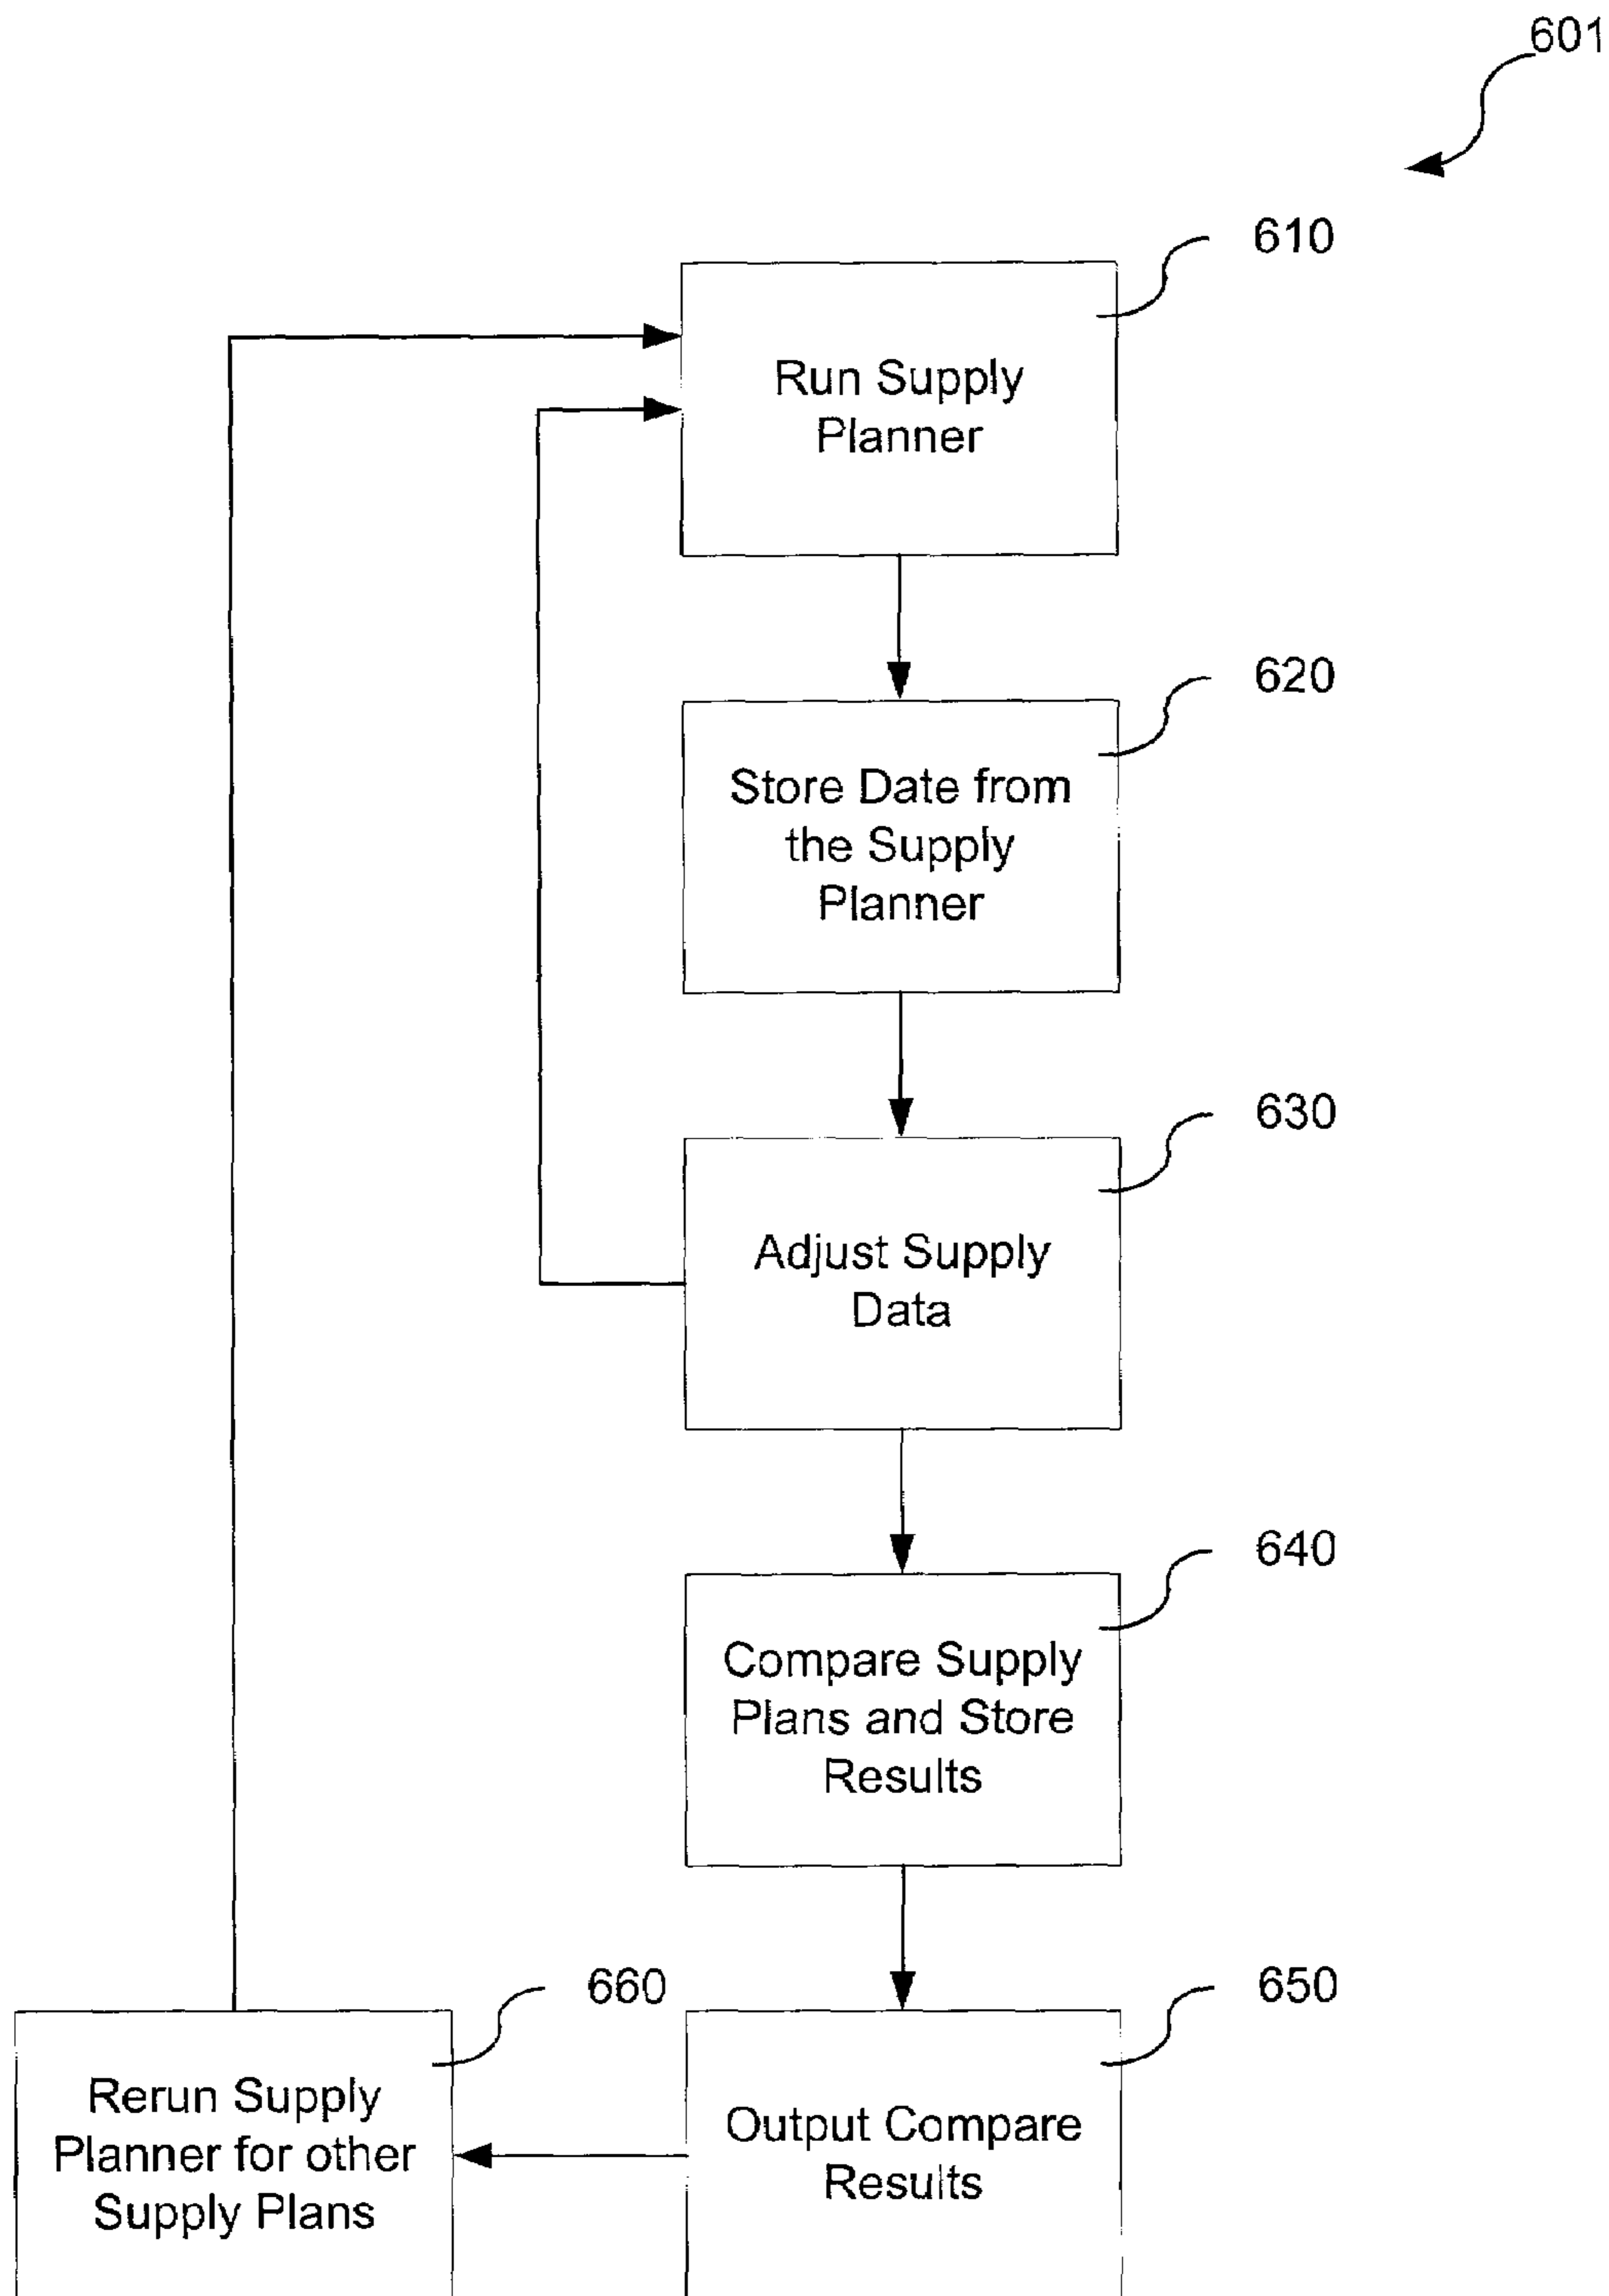 601
610
Run Supply
Planner
620
Store Date from
the Supply
Planner
630
Adjust Supply
Data
640
Compare Supply
Plans and Store
Results
660
Rerun Supply
Planner for other
Supply Plans
650
Output Compare
Results